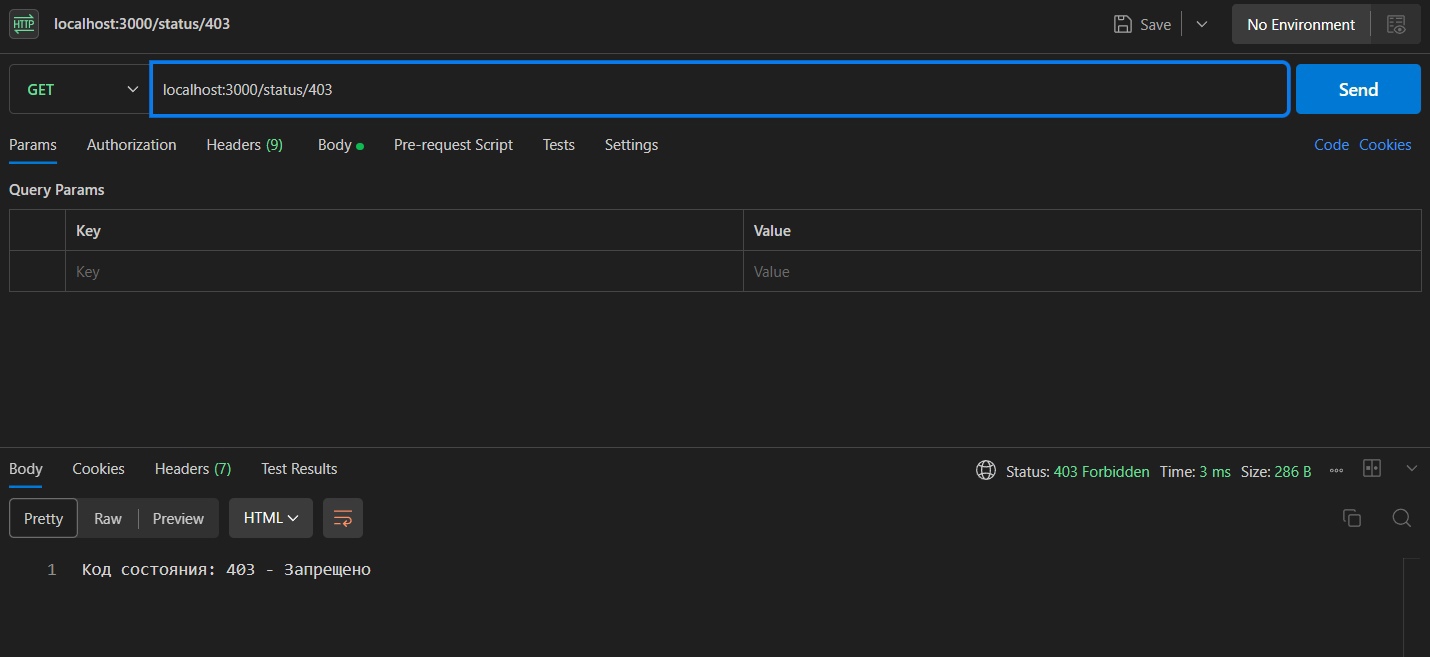 HTTP localhost:3000/status/403 Save No Environment
GET localhost:3000/status/403 Send
Params Authorization Headers (9) Body Pre-request Script Tests Settings Code Cookies
Query Params
Key Value
Key Value
Body Cookies Headers (7) Test Results Status: 403 Forbidden Time: 3 ms Size: 286 B
Pretty Raw Preview HTML
1 Код состояния: 403 - Запрещено